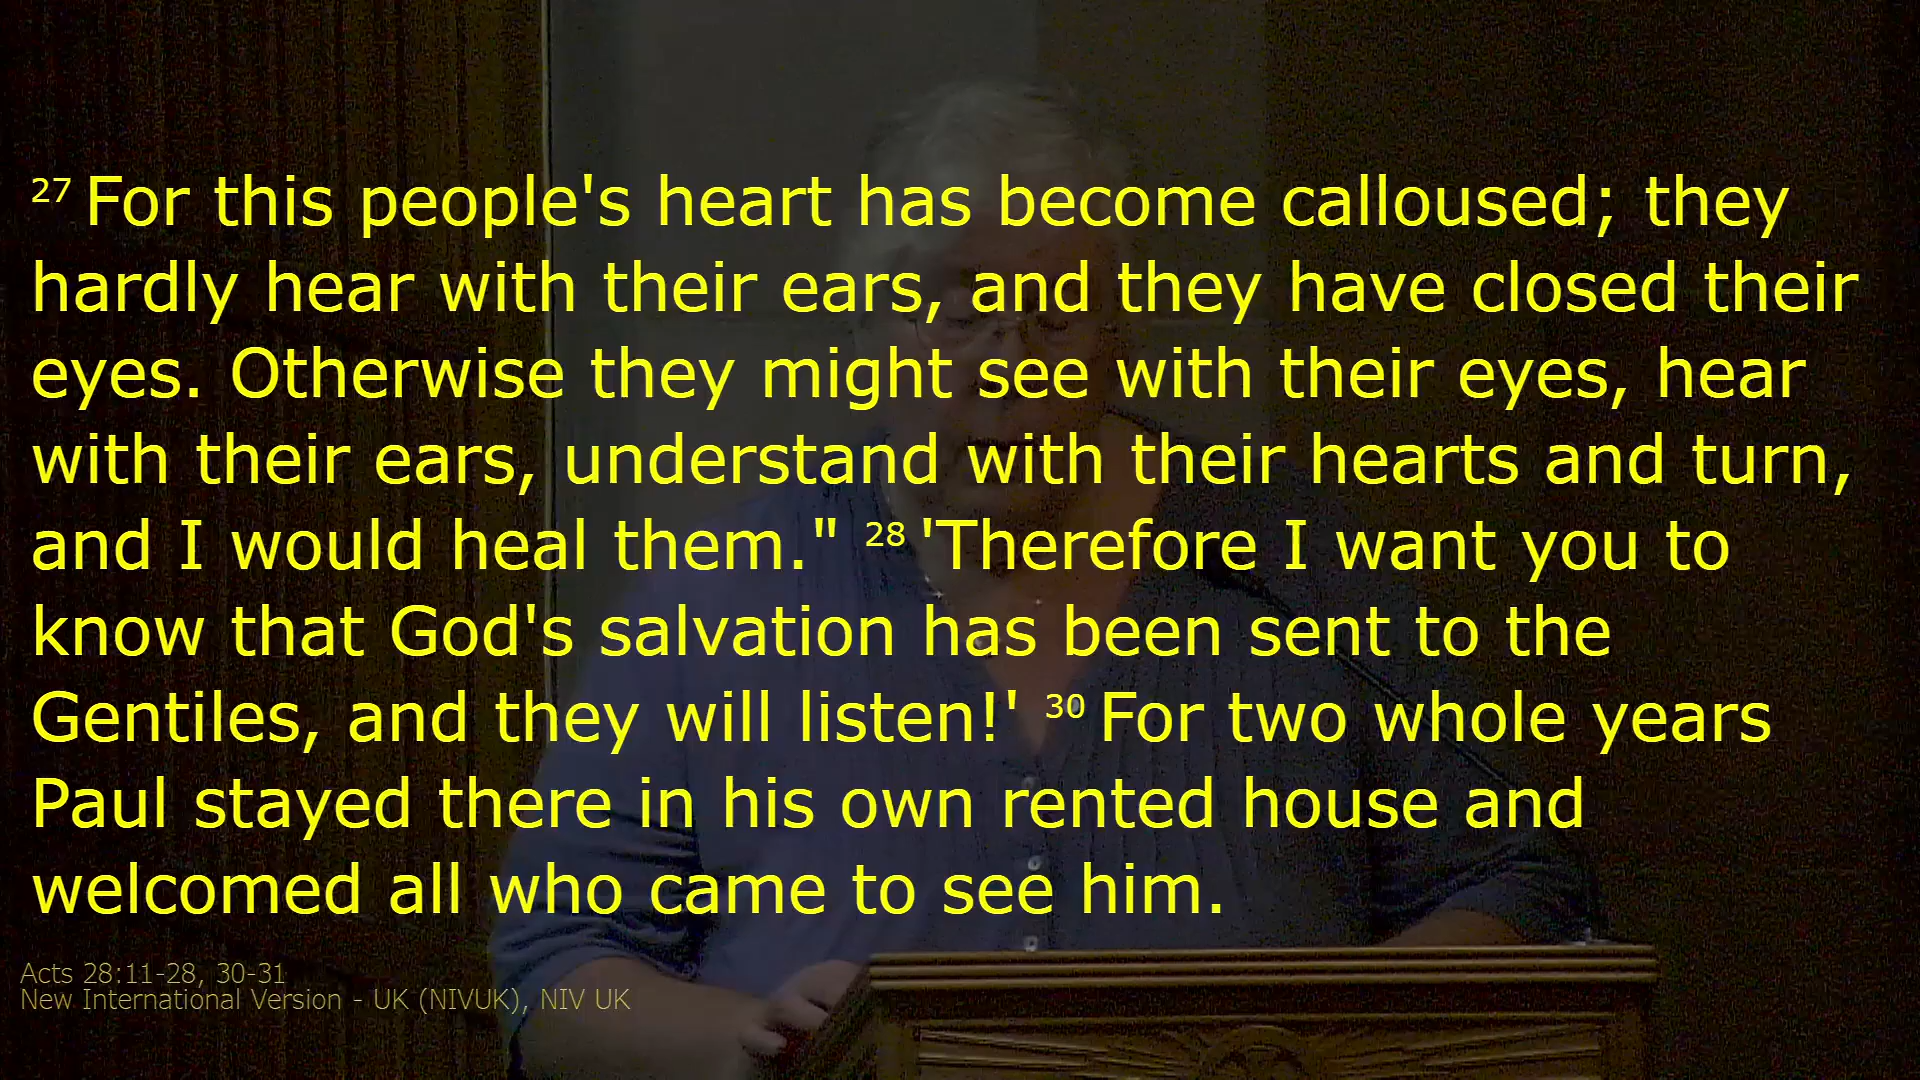 27 For this people's heart has become calloused; they
hardly hear with their ears, and they have closed their
eyes. Otherwise they might see with their eyes, hear
with their ears, understand with their hearts and turn,
and I would heal them." 28 'Therefore I want you to
know that God's salvation has been sent to the
Gentiles, and they will listen!' 30 For two whole years
Paul stayed there in his own rented house and
welcomed all who came to see him.
Acts 28:11-28, 30-31
New International Version - UK (NIVUK), NIV UK